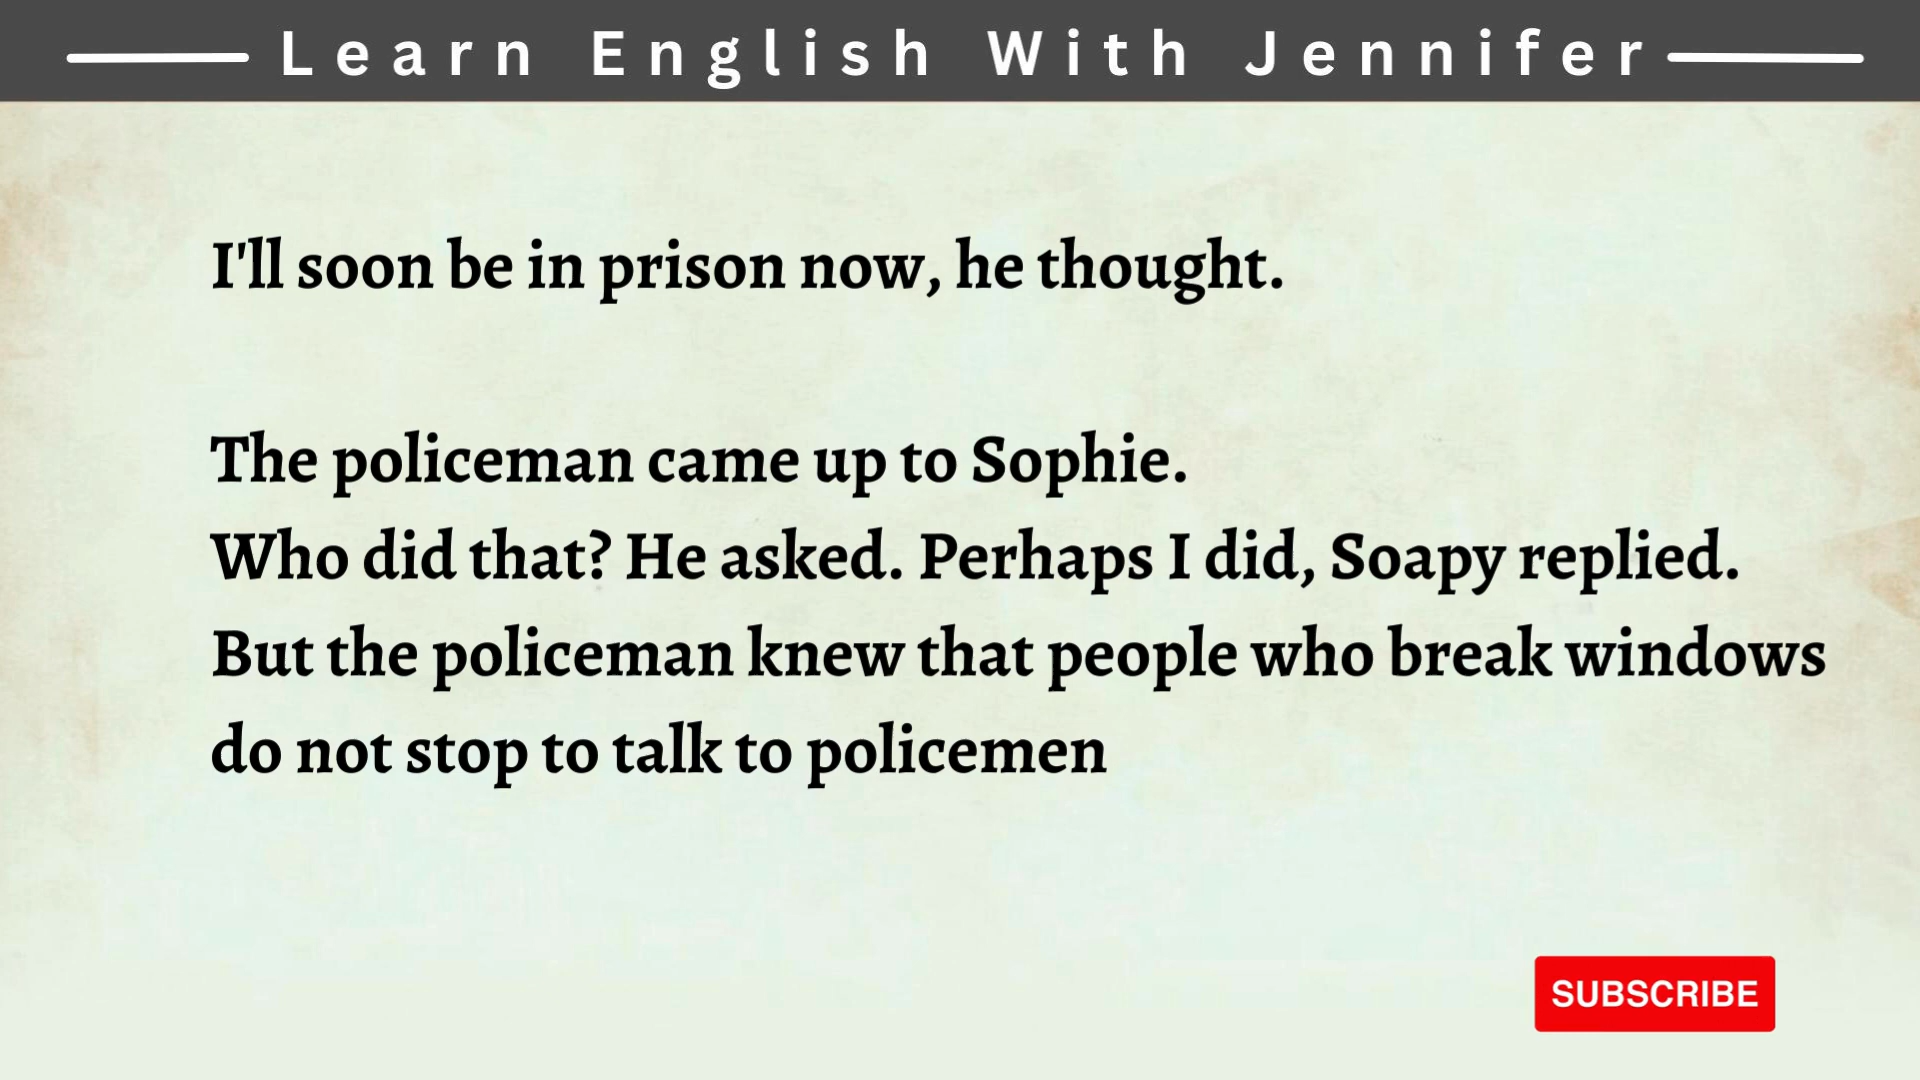 Learn English With Jennifer
I'll soon be in prison now, he thought.
The policeman came up to Sophie.
Who did that? He asked. Perhaps I did, Soapy replied.
But the policeman knew that people who break windows
do not stop to talk to policemen
SUBSCRIBE